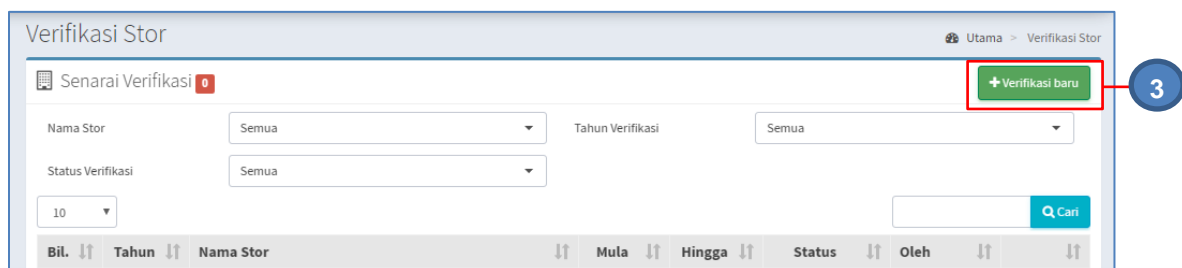 Verifikasi Stor
Utama > Verifikasi Stor
Senarai Verifikasi 0
+ Verifikasi baru
3
Nama Stor Semua Tahun Verifikasi Semua
Status Verifikasi Semua
10 Cari
Bil. Tahun Nama Stor Mula Hingga Status Oleh